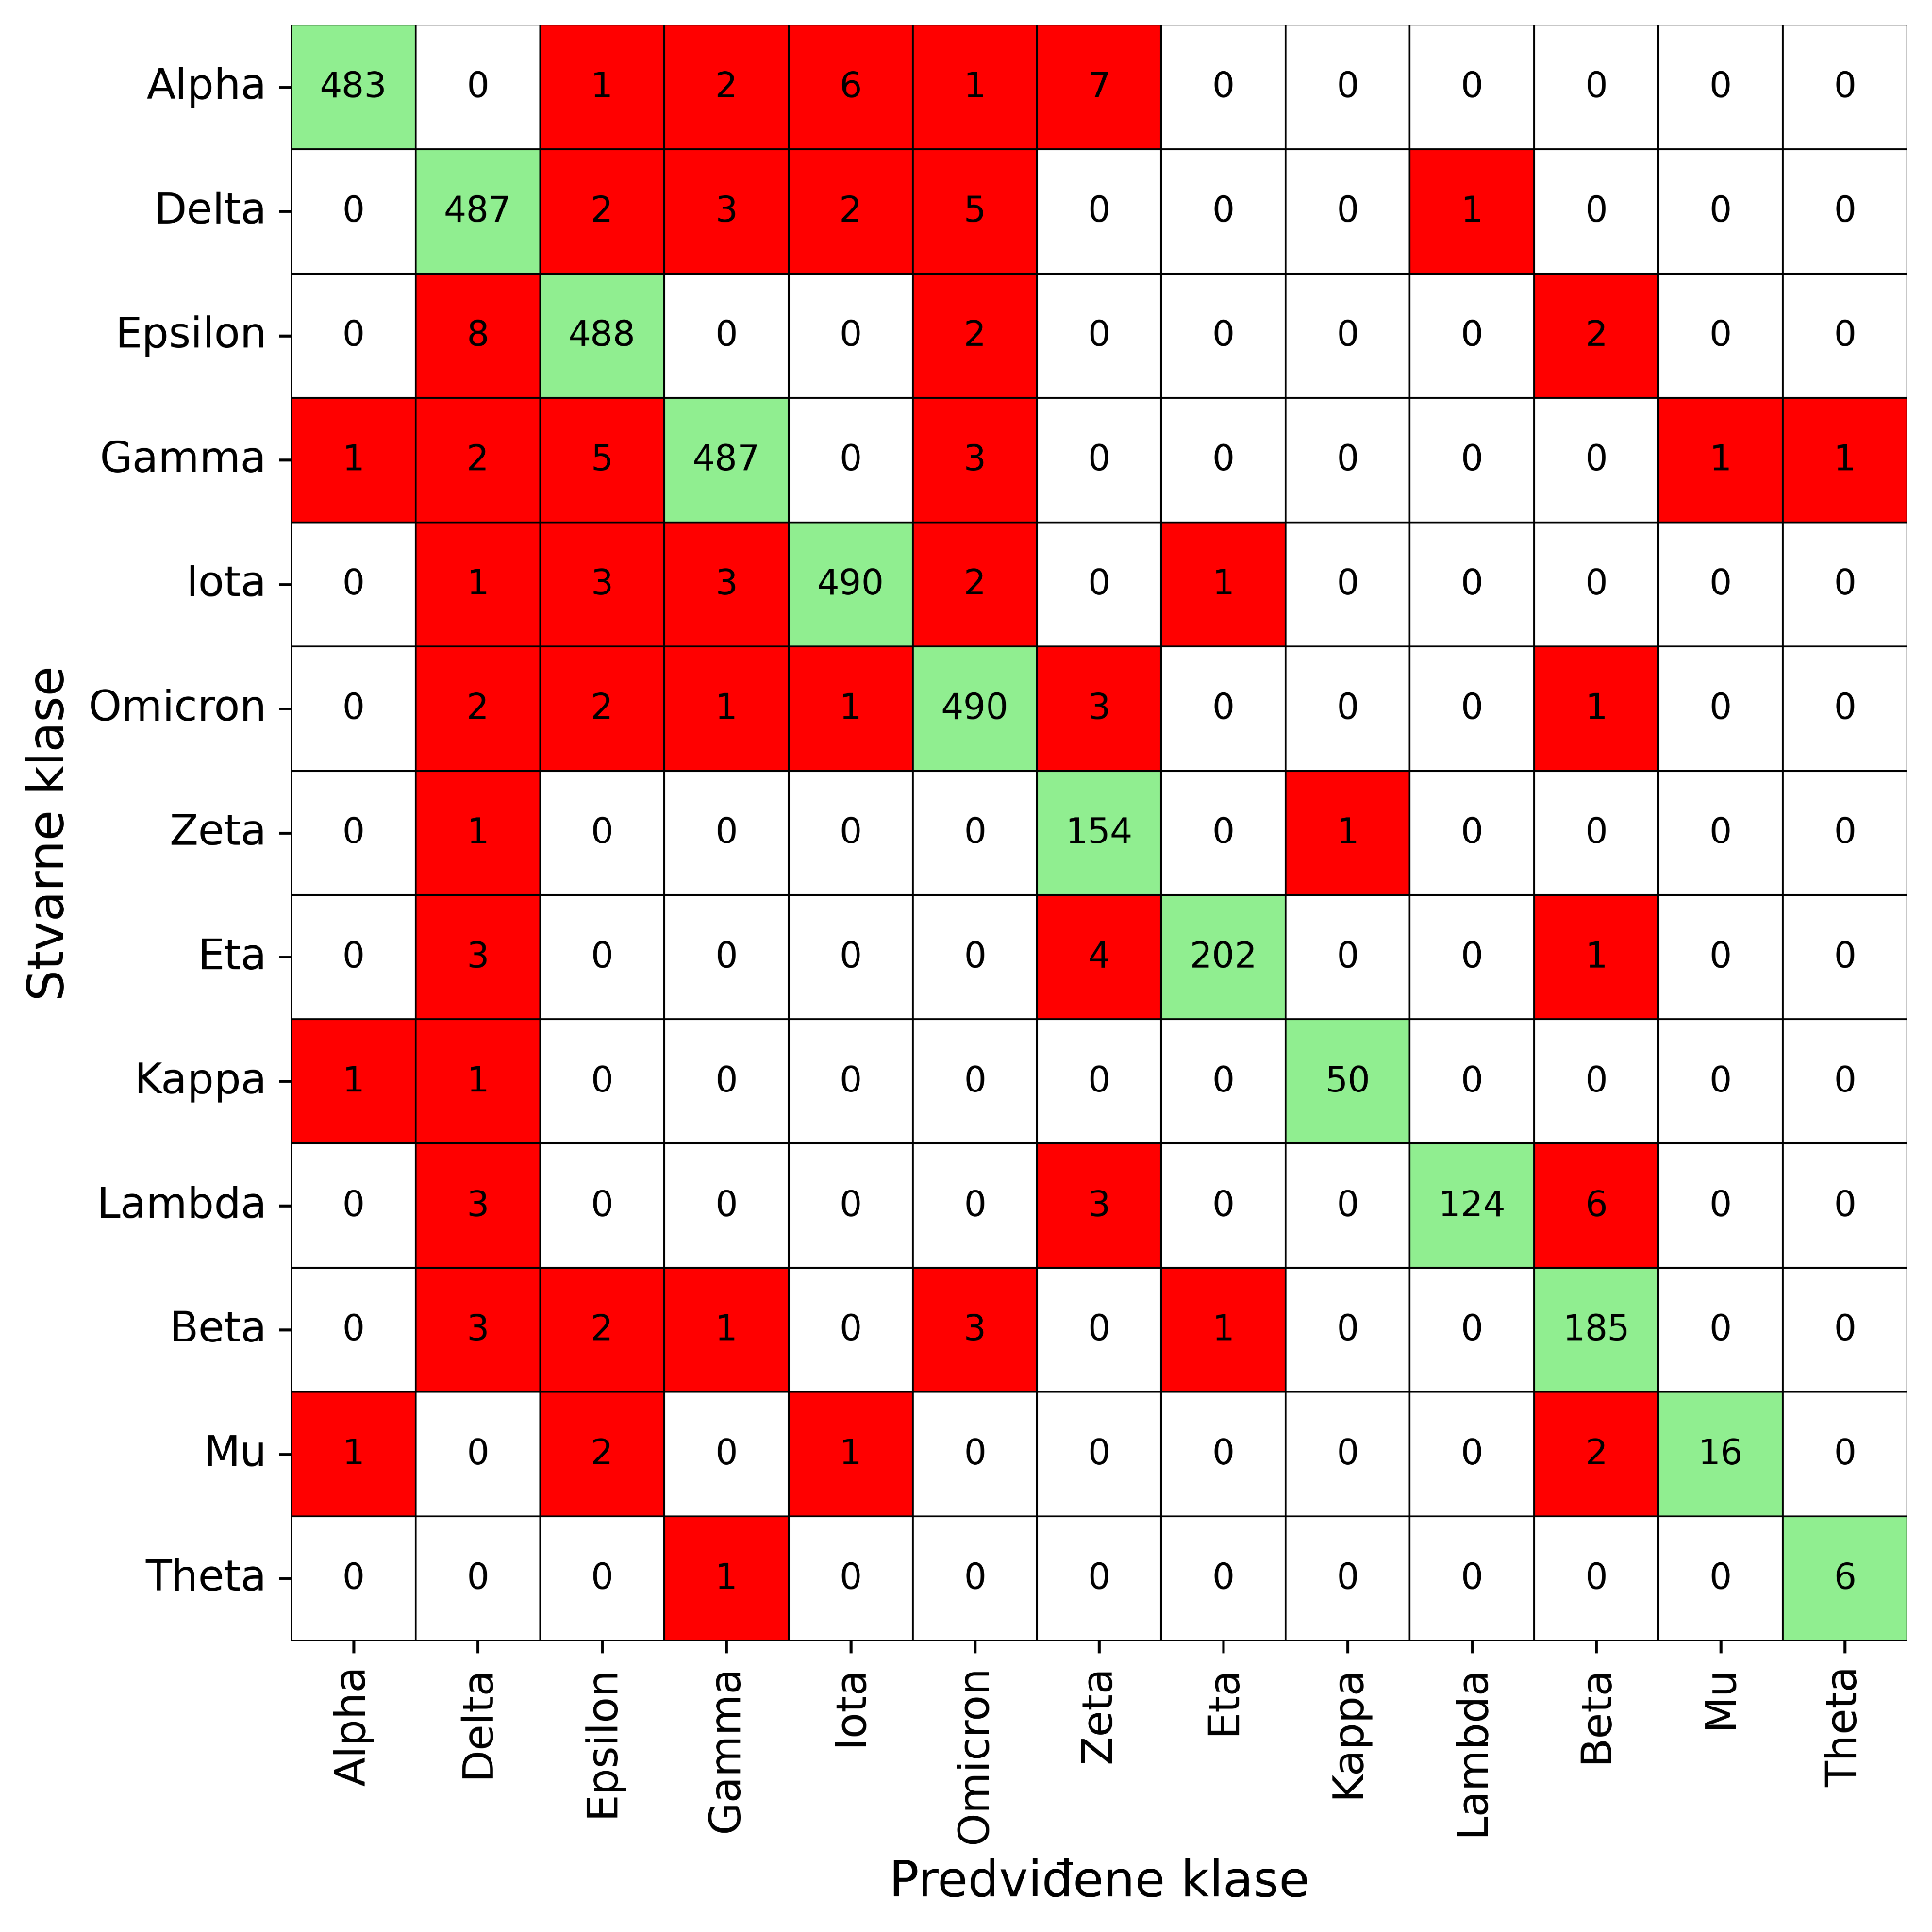 Stvarne klase
Alpha 483 0 1 2 6 1 7 0 0 0 0 0 0
Delta 0 487 2 3 2 5 0 0 0 1 0 0 0
Epsilon 0 8 488 0 0 2 0 0 0 0 2 0 0
Gamma 1 2 5 487 0 3 0 0 0 0 0 1 1
Iota 0 1 3 3 490 2 0 1 0 0 0 0 0
Omicron 0 2 2 1 1 490 3 0 0 0 1 0 0
Zeta 0 1 0 0 0 0 154 0 1 0 0 0 0
Eta 0 3 0 0 0 0 4 202 0 0 1 0 0
Kappa 1 1 0 0 0 0 0 0 50 0 0 0 0
Lambda 0 3 0 0 0 0 3 0 0 124 6 0 0
Beta 0 3 2 1 0 3 0 1 0 0 185 0 0
Mu 1 0 2 0 1 0 0 0 0 0 2 16 0
Theta 0 0 0 1 0 0 0 0 0 0 0 0 6
Alpha Delta Epsilon Gamma Iota Omicron Zeta Eta Kappa Lambda Beta Mu Theta
Predviđene klase